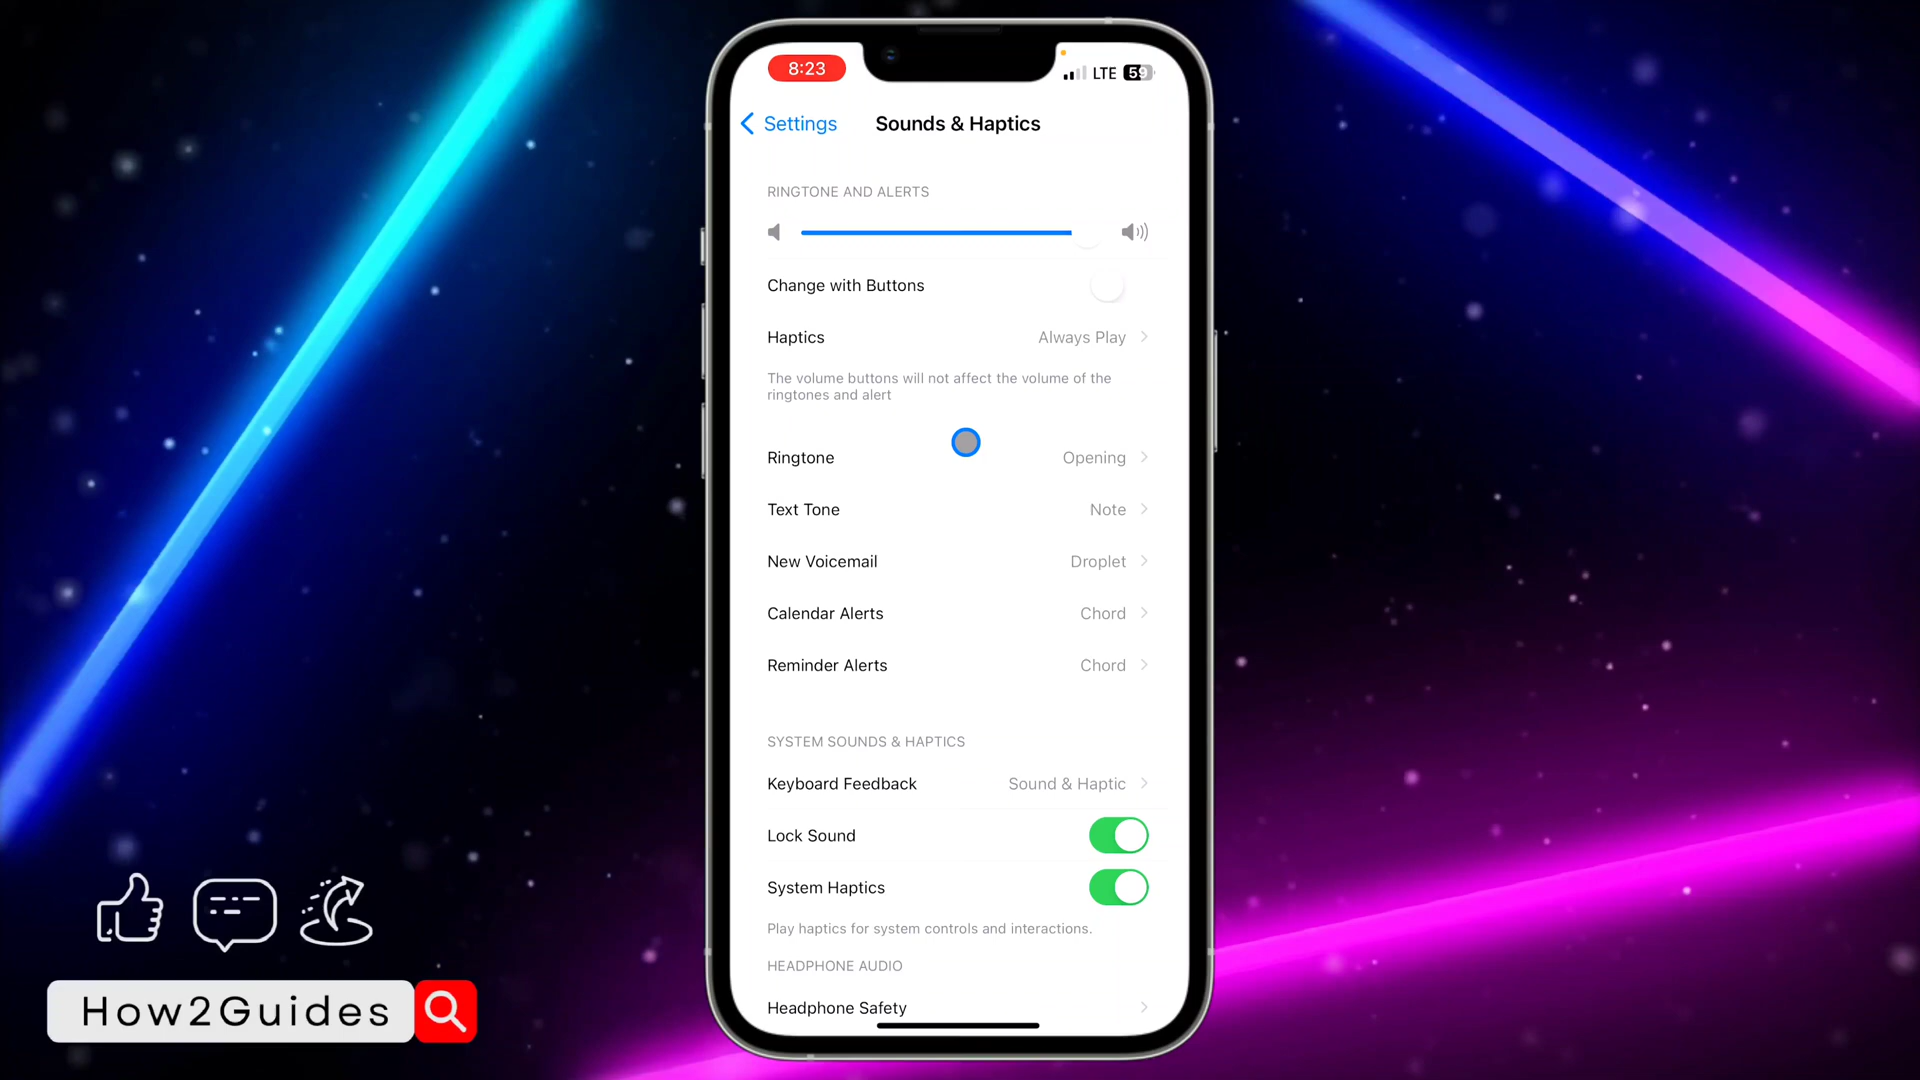 8:23
LTE 59
Settings
Sounds & Haptics
RINGTONE AND ALERTS
Change with Buttons
Haptics Always Play
The volume buttons will not affect the volume of the
ringtones and alert
Ringtone Opening
Text Tone Note
New Voicemail Droplet
Calendar Alerts Chord
Reminder Alerts Chord
SYSTEM SOUNDS & HAPTICS
Keyboard Feedback Sound & Haptic
Lock Sound
System Haptics
Play haptics for system controls and interactions.
HEADPHONE AUDIO
Headphone Safety
How2Guides